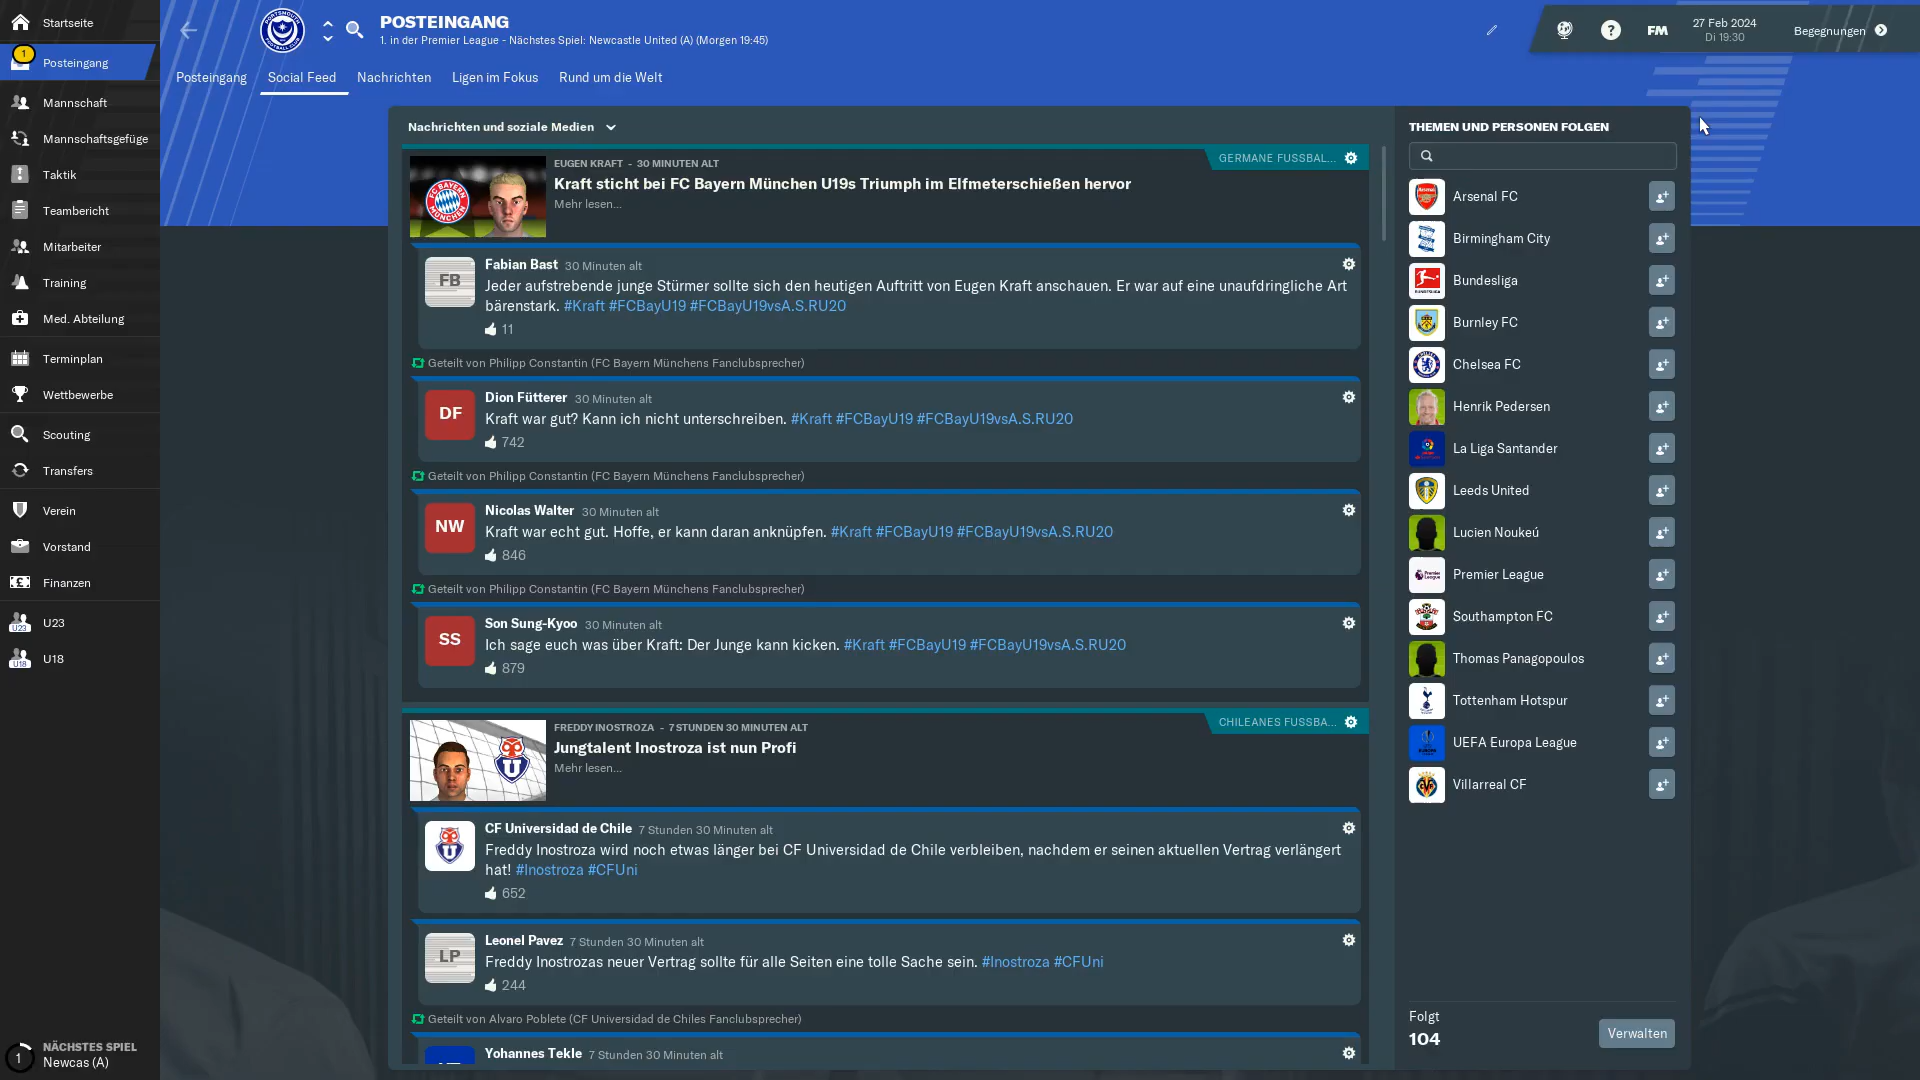 Startseite
1
Posteingang
Mannschaft
Mannschaftsgefüge
Taktik
Teambericht
Mitarbeiter
Training
Med. Abteilung
Terminplan
Wettbewerbe
Scouting
Transfers
Verein
Vorstand
Finanzen
U23
U23
U18
U18
1
NÄCHSTES SPIEL
Newcas (A)
POSTEINGANG
1. in der Premier League - Nächstes Spiel: Newcastle United (A) (Morgen 19:45)
?
FM
27 Feb 2024
Di 19:30
Begegnungen
Posteingang Social Feed Nachrichten Ligen im Fokus Rund um die Welt
Nachrichten und soziale Medien
EUGEN KRAFT - 30 MINUTEN ALT
GERMANE FUSSBAL...
Kraft sticht bei FC Bayern München U19s Triumph im Elfmeterschießen hervor
Mehr lesen...
FB
Fabian Bast 30 Minuten alt
Jeder aufstrebende junge Stürmer sollte sich den heutigen Auftritt von Eugen Kraft anschauen. Er war auf eine unaufdringliche Art
bärenstark. #Kraft #FCBayU19 #FCBayU19vsA.S.RU20
11
Geteilt von Philipp Constantin (FC Bayern Münchens Fanclubsprecher)
DF
Dion Fütterer 30 Minuten alt
Kraft war gut? Kann ich nicht unterschreiben. #Kraft #FCBayU19 #FCBayU19vsA.S.RU20
742
Geteilt von Philipp Constantin (FC Bayern Münchens Fanclubsprecher)
NW
Nicolas Walter 30 Minuten alt
Kraft war echt gut. Hoffe, er kann daran anknüpfen. #Kraft #FCBayU19 #FCBayU19vsA.S.RU20
846
Geteilt von Philipp Constantin (FC Bayern Münchens Fanclubsprecher)
SS
Son Sung-Kyoo 30 Minuten alt
Ich sage euch was über Kraft: Der Junge kann kicken. #Kraft #FCBayU19 #FCBayU19vsA.S.RU20
879
FREDDY INOSTROZA - 7 STUNDEN 30 MINUTEN ALT
CHILEANES FUSSBA...
Jungtalent Inostroza ist nun Profi
Mehr lesen...
CF Universidad de Chile 7 Stunden 30 Minuten alt
Freddy Inostroza wird noch etwas länger bei CF Universidad de Chile verbleiben, nachdem er seinen aktuellen Vertrag verlängert
hat! #Inostroza #CFUni
652
LP
Leonel Pavez 7 Stunden 30 Minuten alt
Freddy Inostrozas neuer Vertrag sollte für alle Seiten eine tolle Sache sein. #Inostroza #CFUni
244
Geteilt von Alvaro Poblete (CF Universidad de Chiles Fanclubsprecher)
Yohannes Tekle 7 Stunden 30 Minuten alt
THEMEN UND PERSONEN FOLGEN
Arsenal FC
Birmingham City
Bundesliga
Burnley FC
Chelsea FC
Henrik Pedersen
La Liga Santander
Leeds United
Lucien Noukeú
Premier League
Southampton FC
Thomas Panagopoulos
Tottenham Hotspur
UEFA Europa League
Villarreal CF
Folgt
104
Verwalten